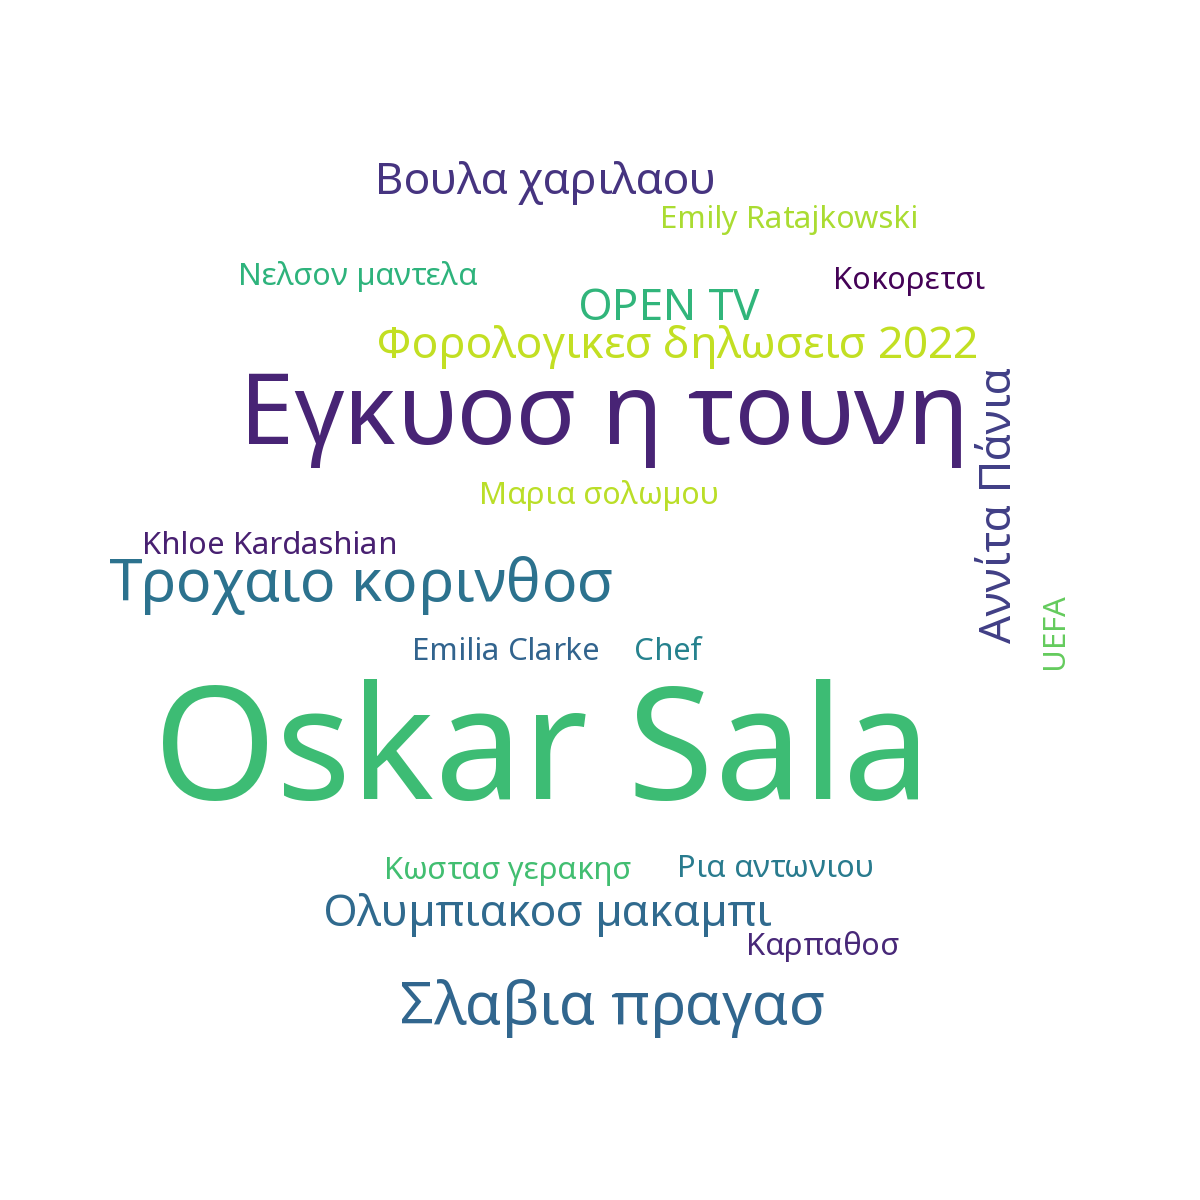 Βουλα χαριλαου
Emily Ratajkowski
Νελσον μαντελα
Κοκορετσι
OPEN TV
Φορολογικεσ δηλωσεισ 2022
Εγκυοσ η τουνη
Αννίτα Πάνια
Μαρια σολωμου
Khloe Kardashian
Τροχαιο κορινθοσ
UEFA
Emilia Clarke
Chef
Oskar Sala
Κωστασ γερακησ
Ρια αντωνιου
Ολυμπιακοσ μακαμπι
Καρπαθοσ
Σλαβια πραγασ